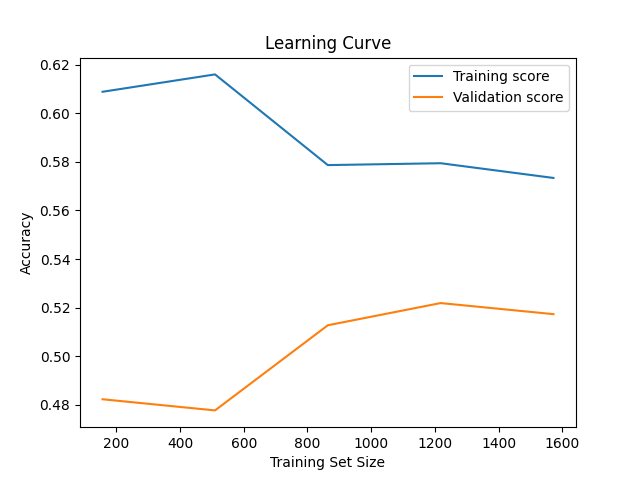 Learning Curve
Training score
Validation score
0.62
0.60
0.58
0.56
0.54
0.52
0.50
0.48
Accuracy
200 400 600 800 1000 1200 1400 1600
Training Set Size